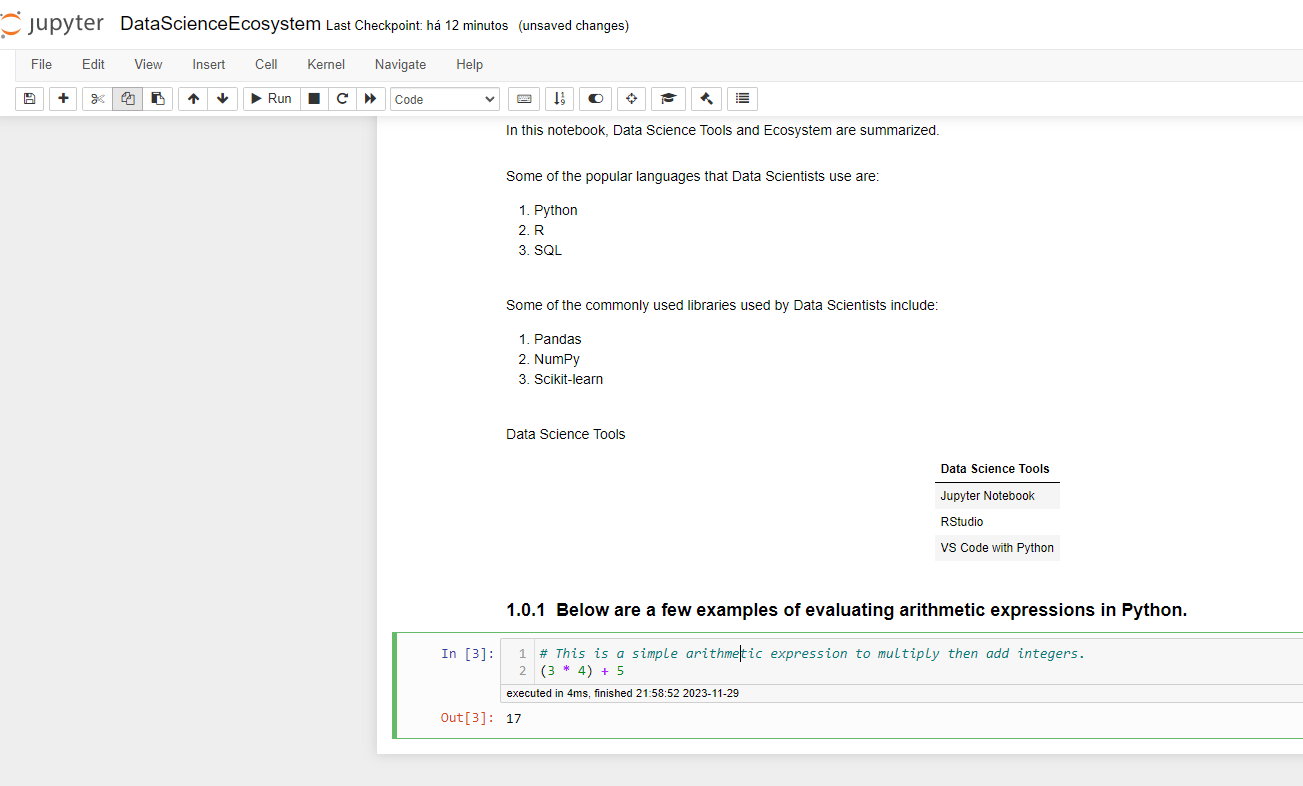 jupyter DataScienceEcosystem Last Checkpoint: há 12 minutos (unsaved changes)
File Edit View Insert Cell Kernel Navigate Help
Run Code
In this notebook, Data Science Tools and Ecosystem are summarized.
Some of the popular languages that Data Scientists use are:
1. Python
2. R
3. SQL
Some of the commonly used libraries used by Data Scientists include:
1. Pandas
2. NumPy
3. Scikit-learn
Data Science Tools
Data Science Tools
Jupyter Notebook
RStudio
VS Code with Python
1.0.1 Below are a few examples of evaluating arithmetic expressions in Python.
In [3]: 1 # This is a simple arithmetic expression to multiply then add integers.
2 (3 * 4) + 5
executed in 4ms, finished 21:58:52 2023-11-29
Out[3]: 17